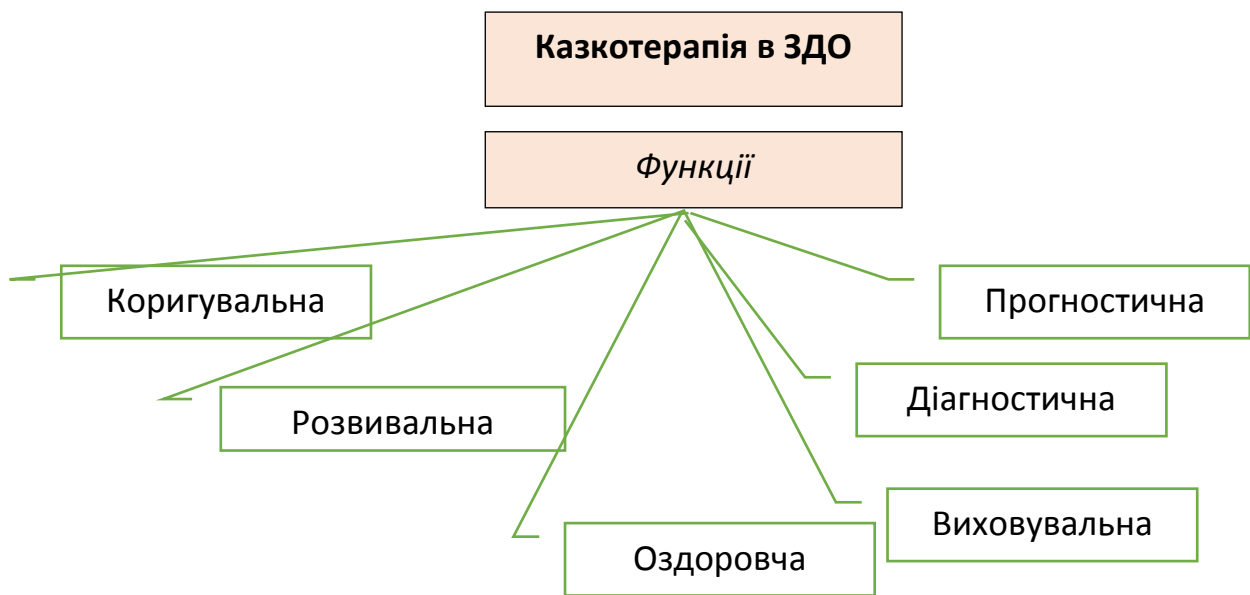 Казкотерапія в ЗДО
Функції
Коригувальна
Прогностична
Розвивальна
Діагностична
Оздоровча
Виховувальна